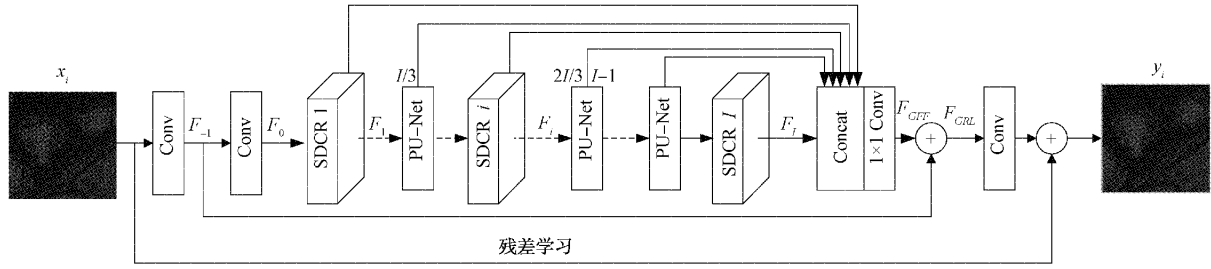 x_i
Conv
F_{-1}
Conv
F_0
SDCR 1
F_1
I/3
PU-Net
SDCR i
F_i
2I/3
PU-Net
I-1
PU-Net
SDCR I
F_I
Concat
1×1 Conv
F_{GFF}
+
F_{GRL}
Conv
+
y_i
残差学习